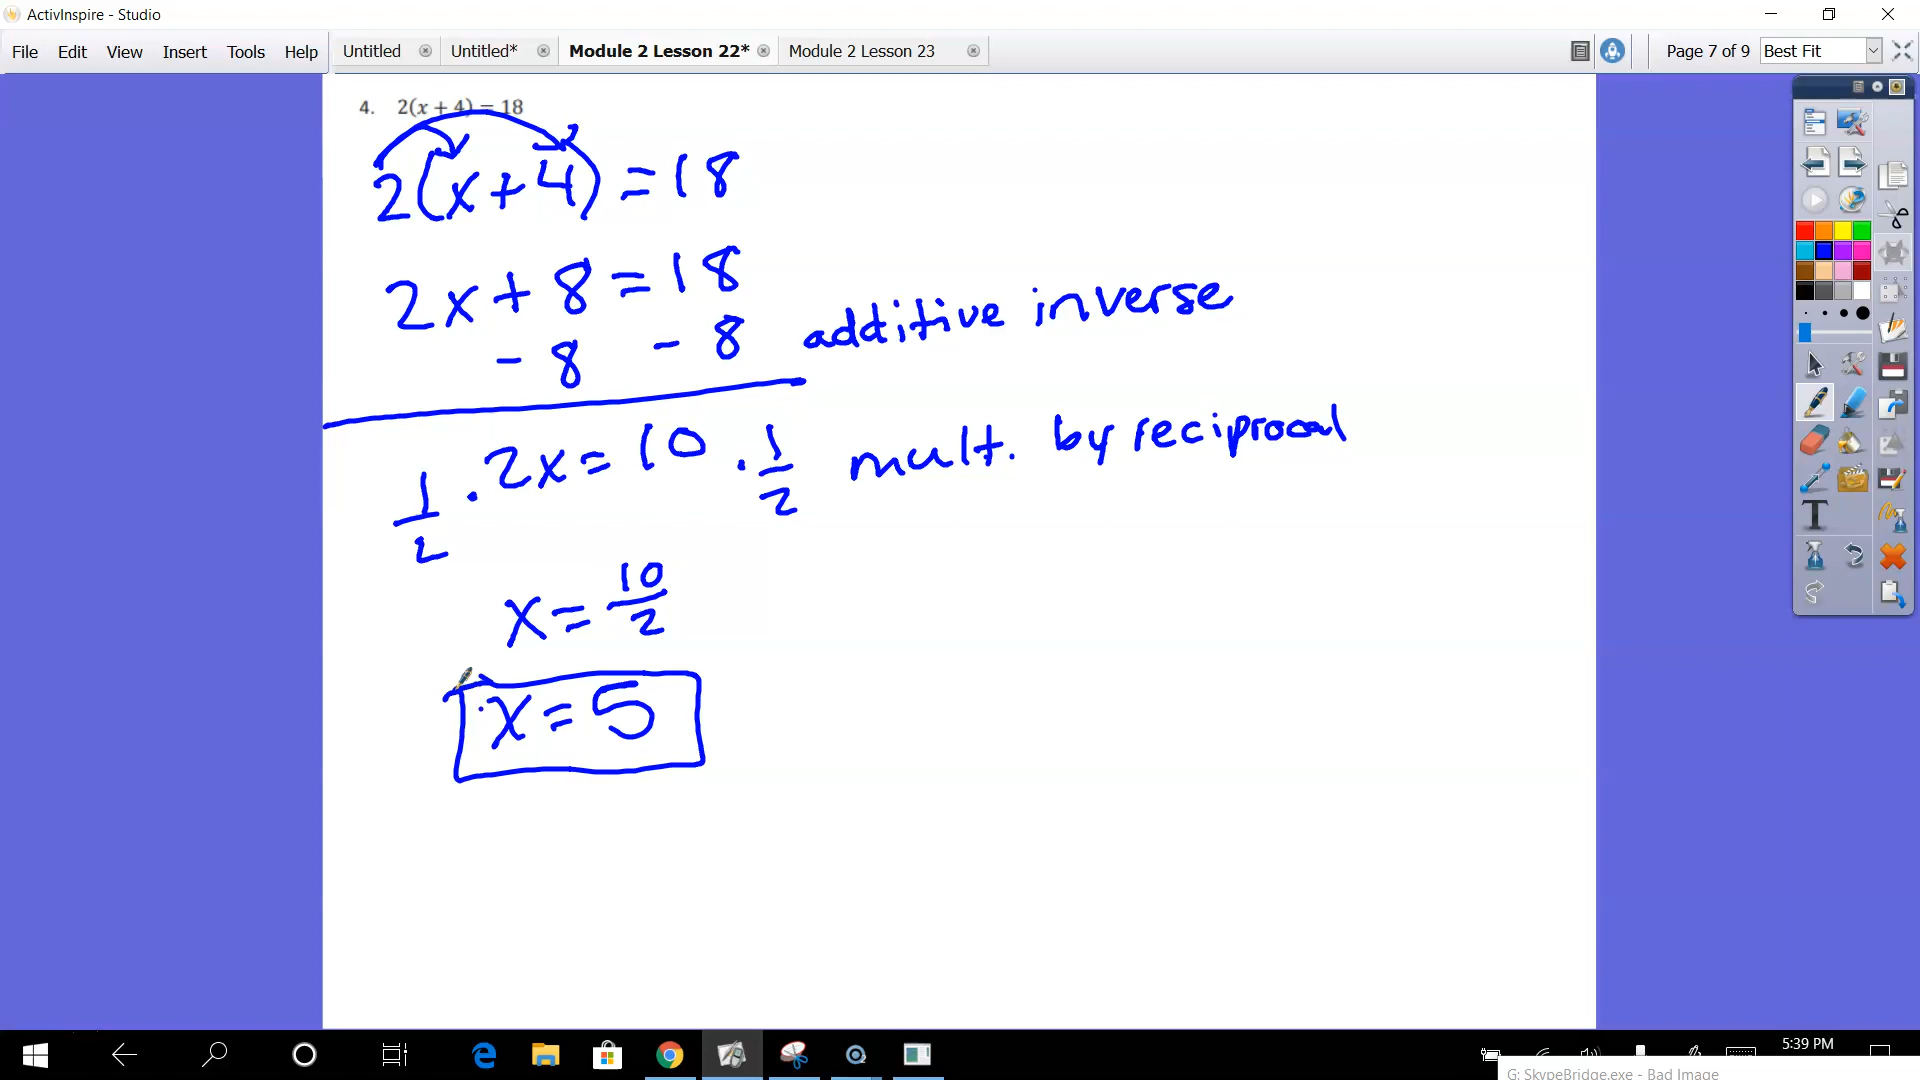 ActivInspire - Studio
File Edit View Insert Tools Help Untitled Untitled* Module 2 Lesson 22* Module 2 Lesson 23 Page 7 of 9 Best Fit
4. 2(x + 4) = 18
2(x+4) = 18
2x + 8 = 18
- 8 - 8 additive inverse
1/2 · 2x = 10 · 1/2 mult. by reciprocal
x = 10/2
x = 5
T
5:39 PM
G: SkypeBridge.exe - Bad Image